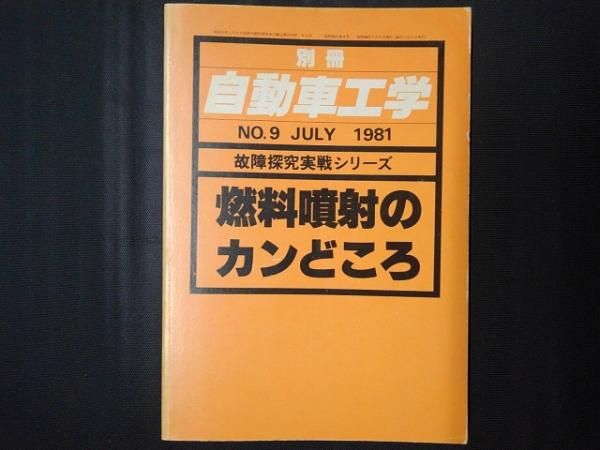 別冊
自動車工学
NO.9 JULY 1981
故障探究実戦シリーズ
燃料噴射の
カンどころ